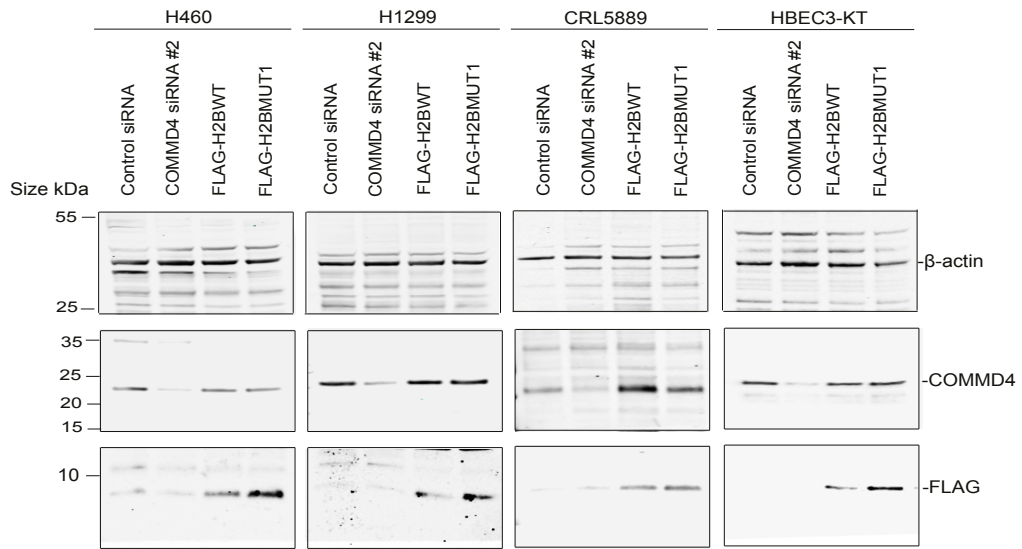 H460 H1299 CRL5889 HBEC3-KT
Control siRNA COMMD4 siRNA #2 FLAG-H2BWT FLAG-H2BMUT1 Control siRNA COMMD4 siRNA #2 FLAG-H2BWT FLAG-H2BMUT1 Control siRNA COMMD4 siRNA #2 FLAG-H2BWT FLAG-H2BMUT1 Control siRNA COMMD4 siRNA #2 FLAG-H2BWT FLAG-H2BMUT1
Size kDa
55
-β-actin
25
35
25
-COMMD4
20
15
10
-FLAG